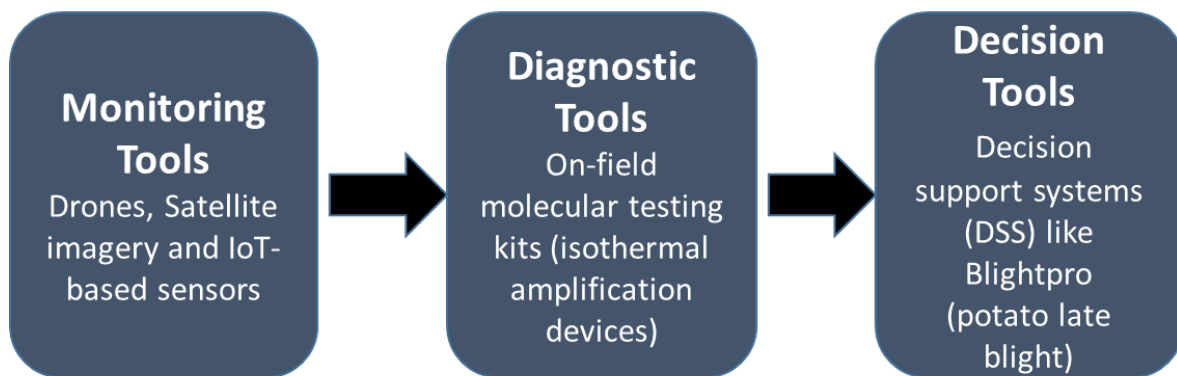 Monitoring
Tools
Drones, Satellite
imagery and IoT-
based sensors
Diagnostic
Tools
On-field
molecular testing
kits (isothermal
amplification
devices)
Decision
Tools
Decision
support systems
(DSS) like
Blightpro
(potato late
blight)